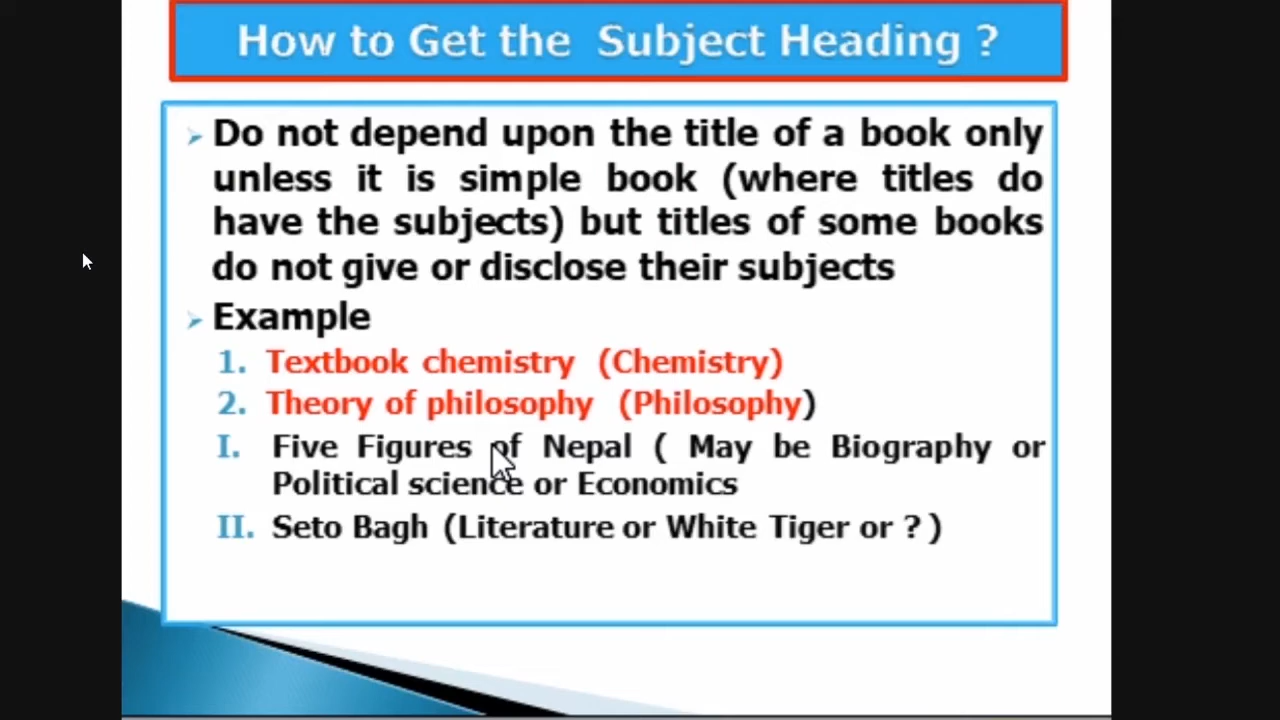 How to Get the Subject Heading ?
Do not depend upon the title of a book only
unless it is simple book (where titles do
have the subjects) but titles of some books
do not give or disclose their subjects
Example
1. Textbook chemistry (Chemistry)
2. Theory of philosophy (Philosophy)
I. Five Figures of Nepal ( May be Biography or
Political science or Economics
II. Seto Bagh (Literature or White Tiger or ? )